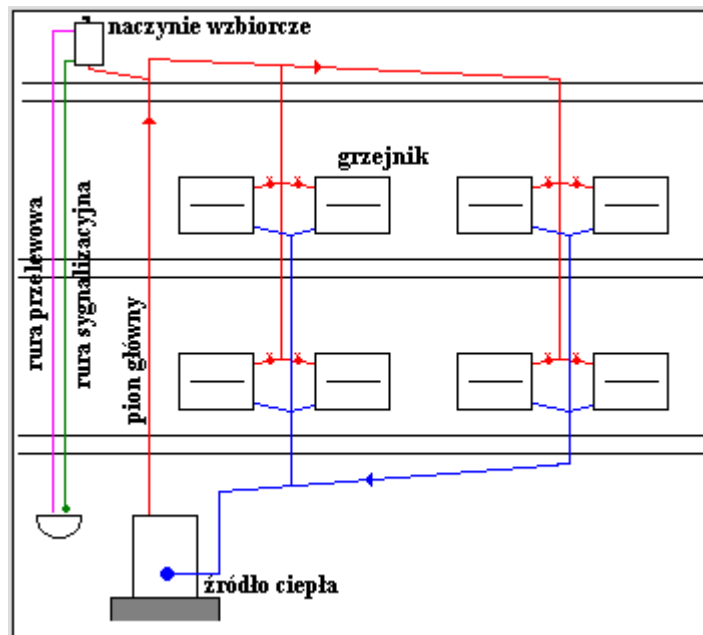 naczynie wzbiorcze
grzejnik
rura przelewowa
rura sygnalizacyjna
pion główny
źródło ciepła